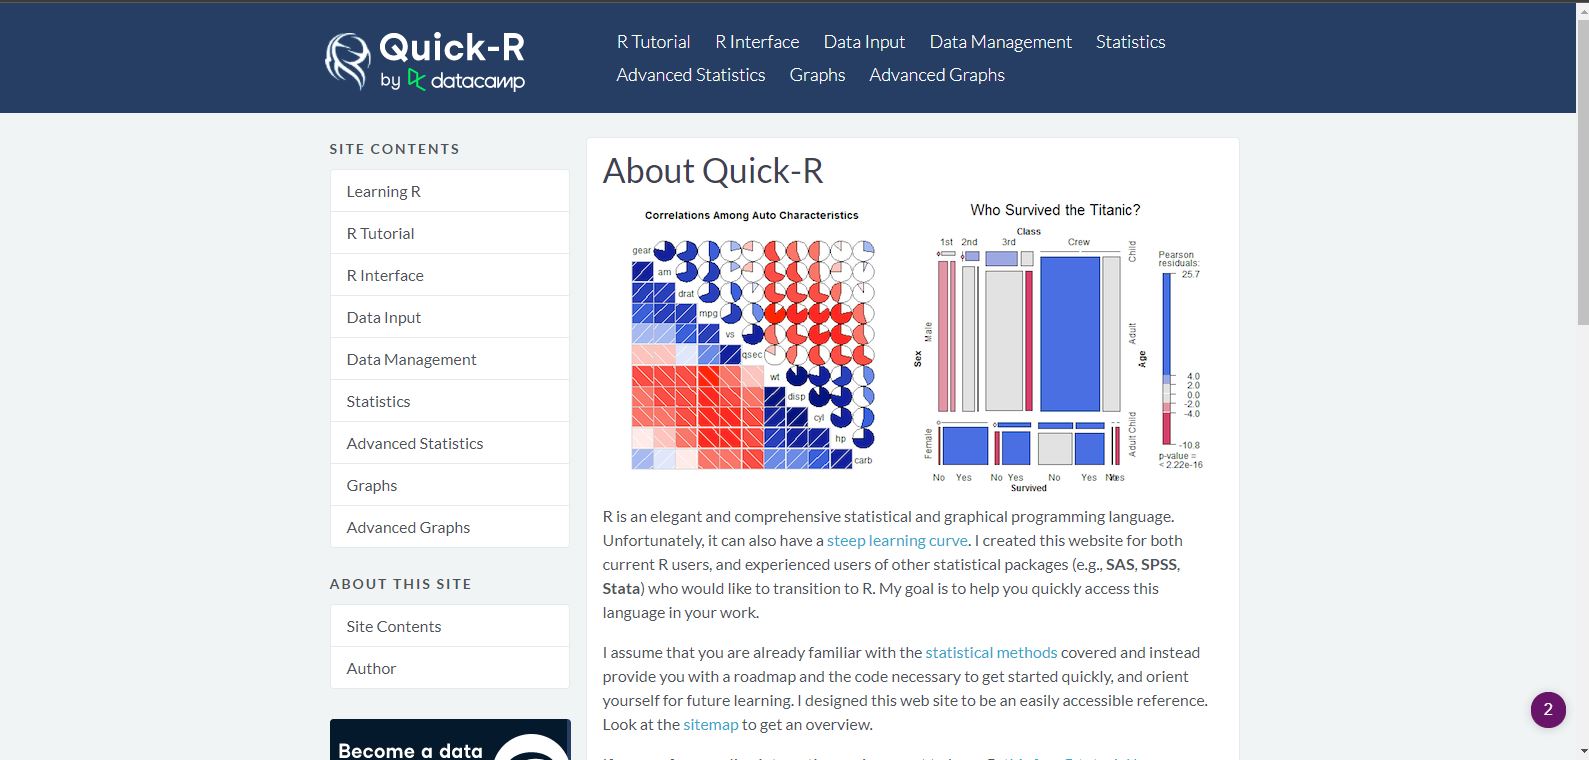 Quick-R
by datacamp
R Tutorial R Interface Data Input Data Management Statistics
Advanced Statistics Graphs Advanced Graphs
SITE CONTENTS
Learning R
R Tutorial
R Interface
Data Input
Data Management
Statistics
Advanced Statistics
Graphs
Advanced Graphs
ABOUT THIS SITE
Site Contents
Author
Become a data
About Quick-R
Correlations Among Auto Characteristics
gear
am
drat
mpg
vs
qsec
wt
disp
cyl
hp
carb
Who Survived the Titanic?
Class
1st 2nd 3rd Crew
Child
Adult
Male
Sex
Age
Female
Adult Child
No Yes No Yes No Yes
Survived
Pearson
residuals:
25.7
4.0
2.0
0.0
-2.0
-4.0
-10.8
p-value =
< 2.22e-16
R is an elegant and comprehensive statistical and graphical programming language.
Unfortunately, it can also have a steep learning curve. I created this website for both
current R users, and experienced users of other statistical packages (e.g., SAS, SPSS,
Stata) who would like to transition to R. My goal is to help you quickly access this
language in your work.
I assume that you are already familiar with the statistical methods covered and instead
provide you with a roadmap and the code necessary to get started quickly, and orient
yourself for future learning. I designed this web site to be an easily accessible reference.
Look at the sitemap to get an overview.
2